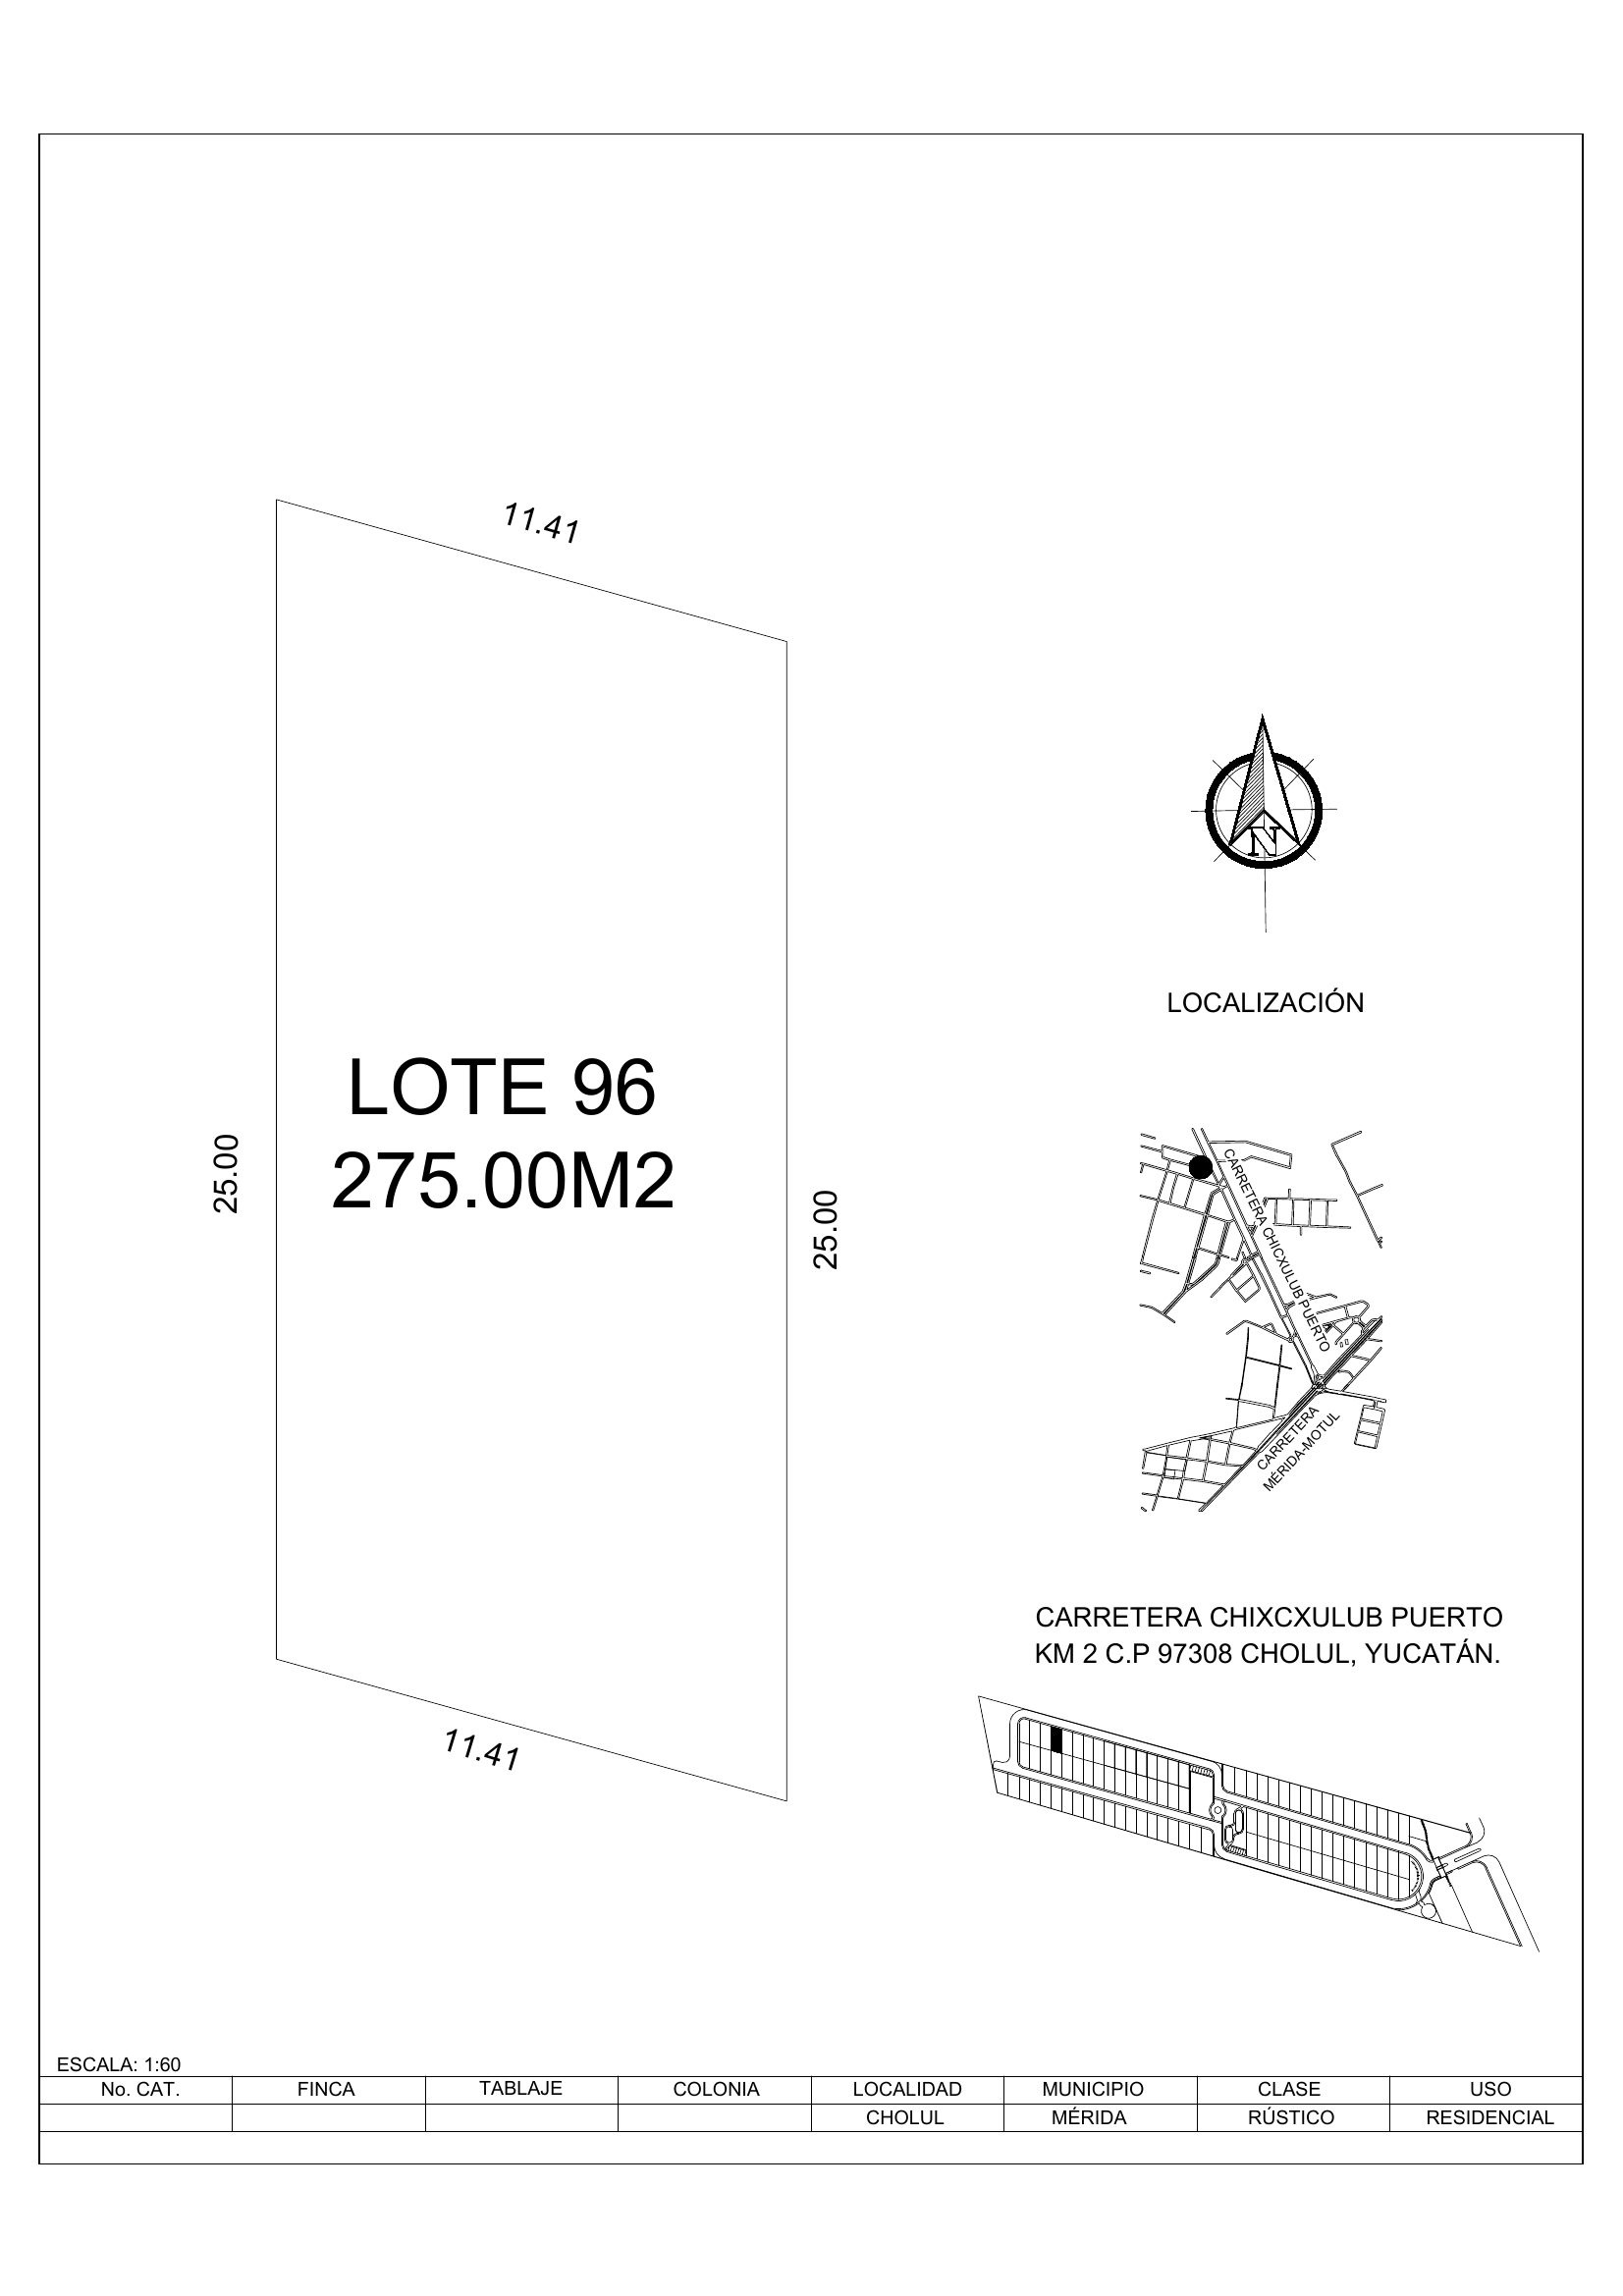 11.41
25.00
LOTE 96
275.00M2
25.00
11.41
N
LOCALIZACIÓN
CARRETERA CHICXULUB PUERTO
CARRETERA
MÉRIDA-MOTUL
CARRETERA CHIXCXULUB PUERTO
KM 2 C.P 97308 CHOLUL, YUCATÁN.
ESCALA: 1:60
No. CAT. FINCA TABLAJE COLONIA LOCALIDAD MUNICIPIO CLASE USO
CHOLUL MÉRIDA RÚSTICO RESIDENCIAL